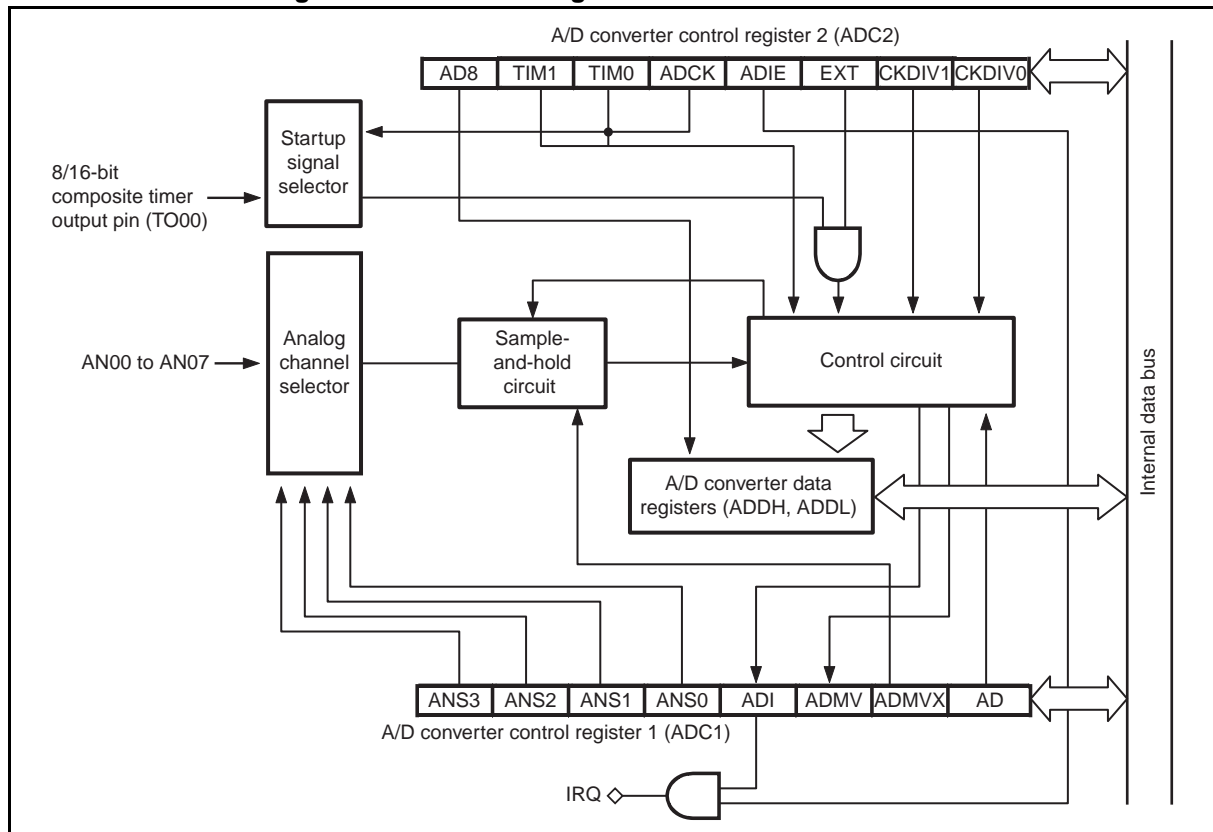 A/D converter control register 2 (ADC2)
AD8 TIM1 TIM0 ADCK ADIE EXT CKDIV1 CKDIV0
Startup
signal
selector
8/16-bit
composite timer
output pin (TO00)
Analog
channel
selector
AN00 to AN07
Sample-
and-hold
circuit
Control circuit
Internal data bus
A/D converter data
registers (ADDH, ADDL)
ANS3 ANS2 ANS1 ANS0 ADI ADMV ADMVX AD
A/D converter control register 1 (ADC1)
IRQ